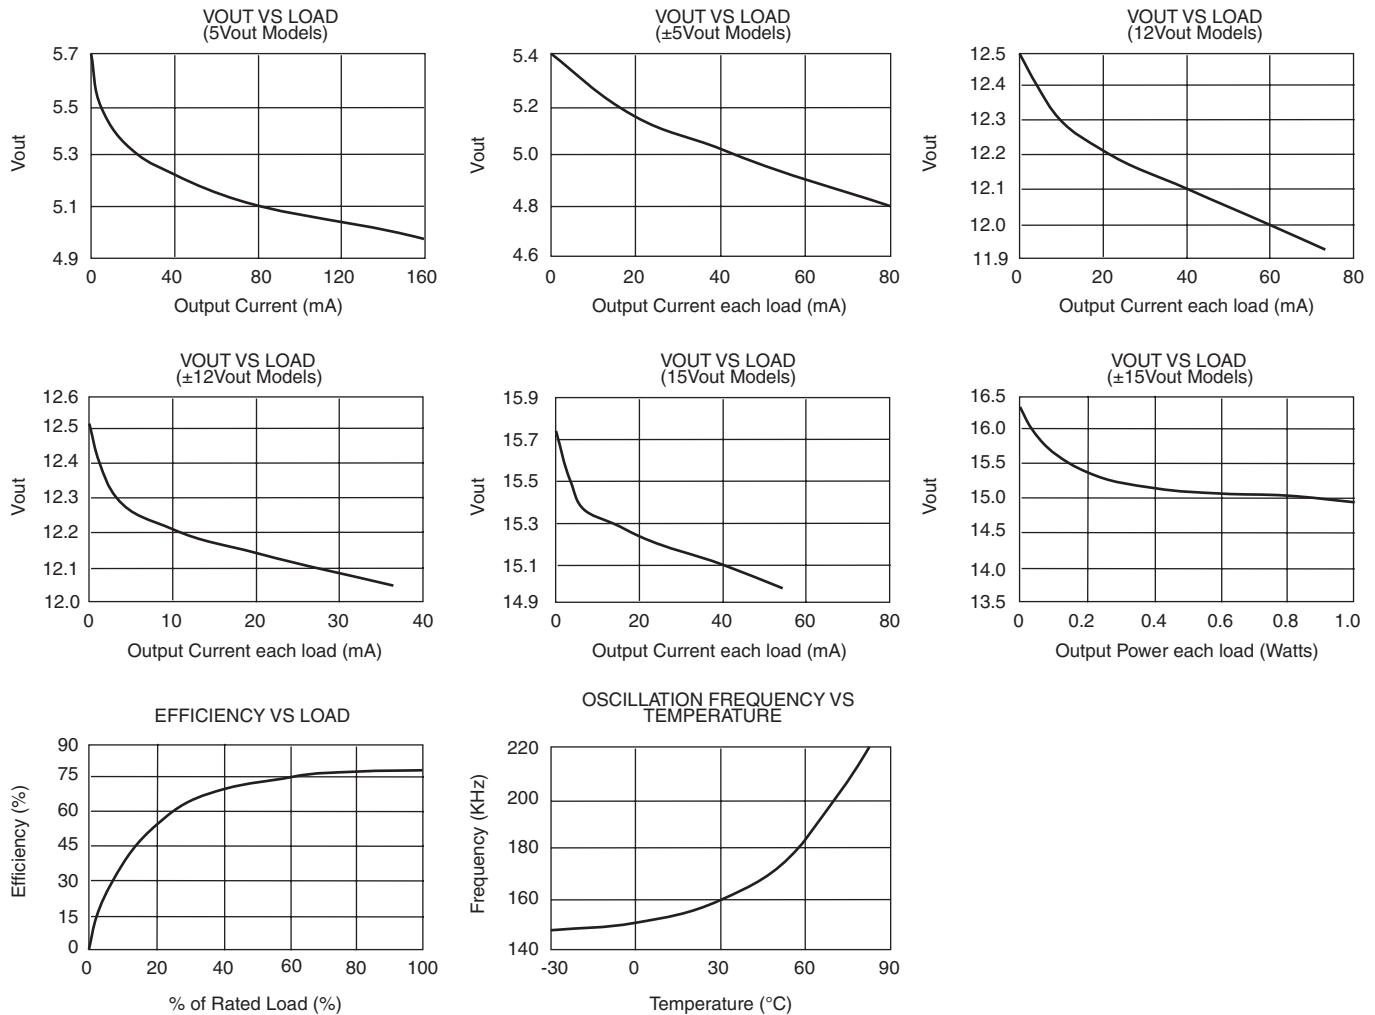 VOUT VS LOAD
(5Vout Models)
5.7
5.5
5.3
5.1
4.9
Vout
0 40 80 120 160
Output Current (mA)
VOUT VS LOAD
(±5Vout Models)
5.4
5.2
5.0
4.8
4.6
Vout
0 20 40 60 80
Output Current each load (mA)
VOUT VS LOAD
(12Vout Models)
12.5
12.4
12.3
12.2
12.1
12.0
11.9
Vout
0 20 40 60 80
Output Current each load (mA)
VOUT VS LOAD
(±12Vout Models)
12.6
12.5
12.4
12.3
12.2
12.1
12.0
Vout
0 10 20 30 40
Output Current each load (mA)
VOUT VS LOAD
(15Vout Models)
15.9
15.7
15.5
15.3
15.1
14.9
Vout
0 20 40 60 80
Output Current each load (mA)
VOUT VS LOAD
(±15Vout Models)
16.5
16.0
15.5
15.0
14.5
14.0
13.5
Vout
0 0.2 0.4 0.6 0.8 1.0
Output Power each load (Watts)
EFFICIENCY VS LOAD
90
75
60
45
30
15
0
Efficiency (%)
0 20 40 60 80 100
% of Rated Load (%)
OSCILLATION FREQUENCY VS
TEMPERATURE
220
200
180
160
140
Frequency (KHz)
-30 0 30 60 90
Temperature (°C)